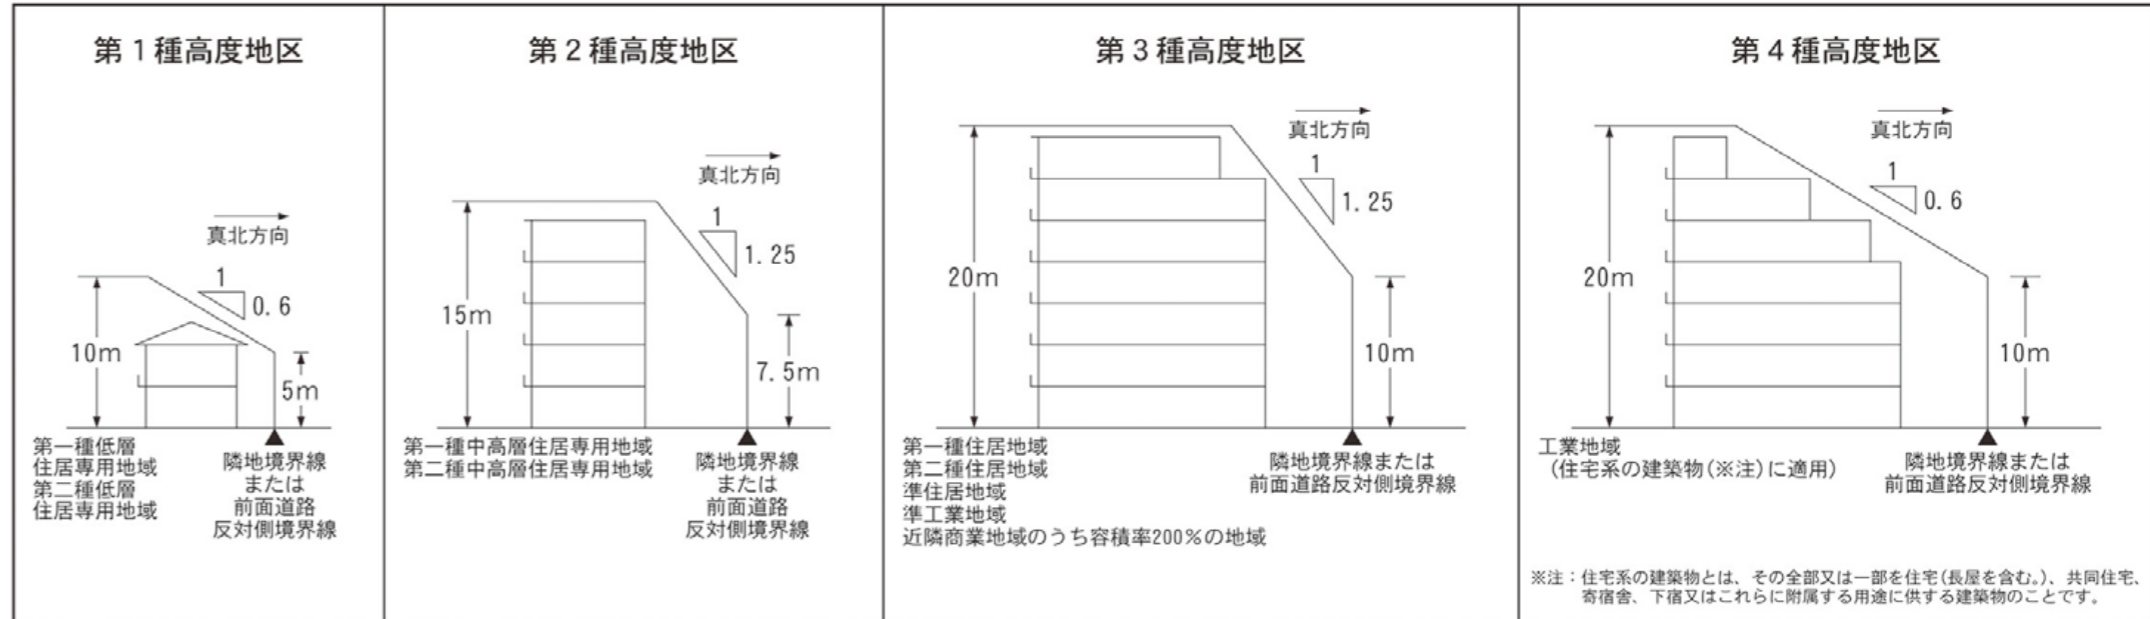 第１種高度地区
真北方向
1
0.6
10m
5m
第一種低層
住居専用地域
第二種低層
住居専用地域
隣地境界線
または
前面道路
反対側境界線
第２種高度地区
真北方向
1
1.25
15m
7.5m
第一種中高層住居専用地域
第二種中高層住居専用地域
隣地境界線
または
前面道路
反対側境界線
第３種高度地区
真北方向
1
1.25
20m
10m
第一種住居地域
第二種住居地域
準住居地域
準工業地域
近隣商業地域のうち容積率200%の地域
隣地境界線または
前面道路反対側境界線
第４種高度地区
真北方向
1
0.6
20m
10m
工業地域
（住宅系の建築物(※注)に適用）
隣地境界線または
前面道路反対側境界線
※注：住宅系の建築物とは、その全部又は一部を住宅(長屋を含む。)、共同住宅、
寄宿舎、下宿又はこれらに附属する用途に供する建築物のことです。